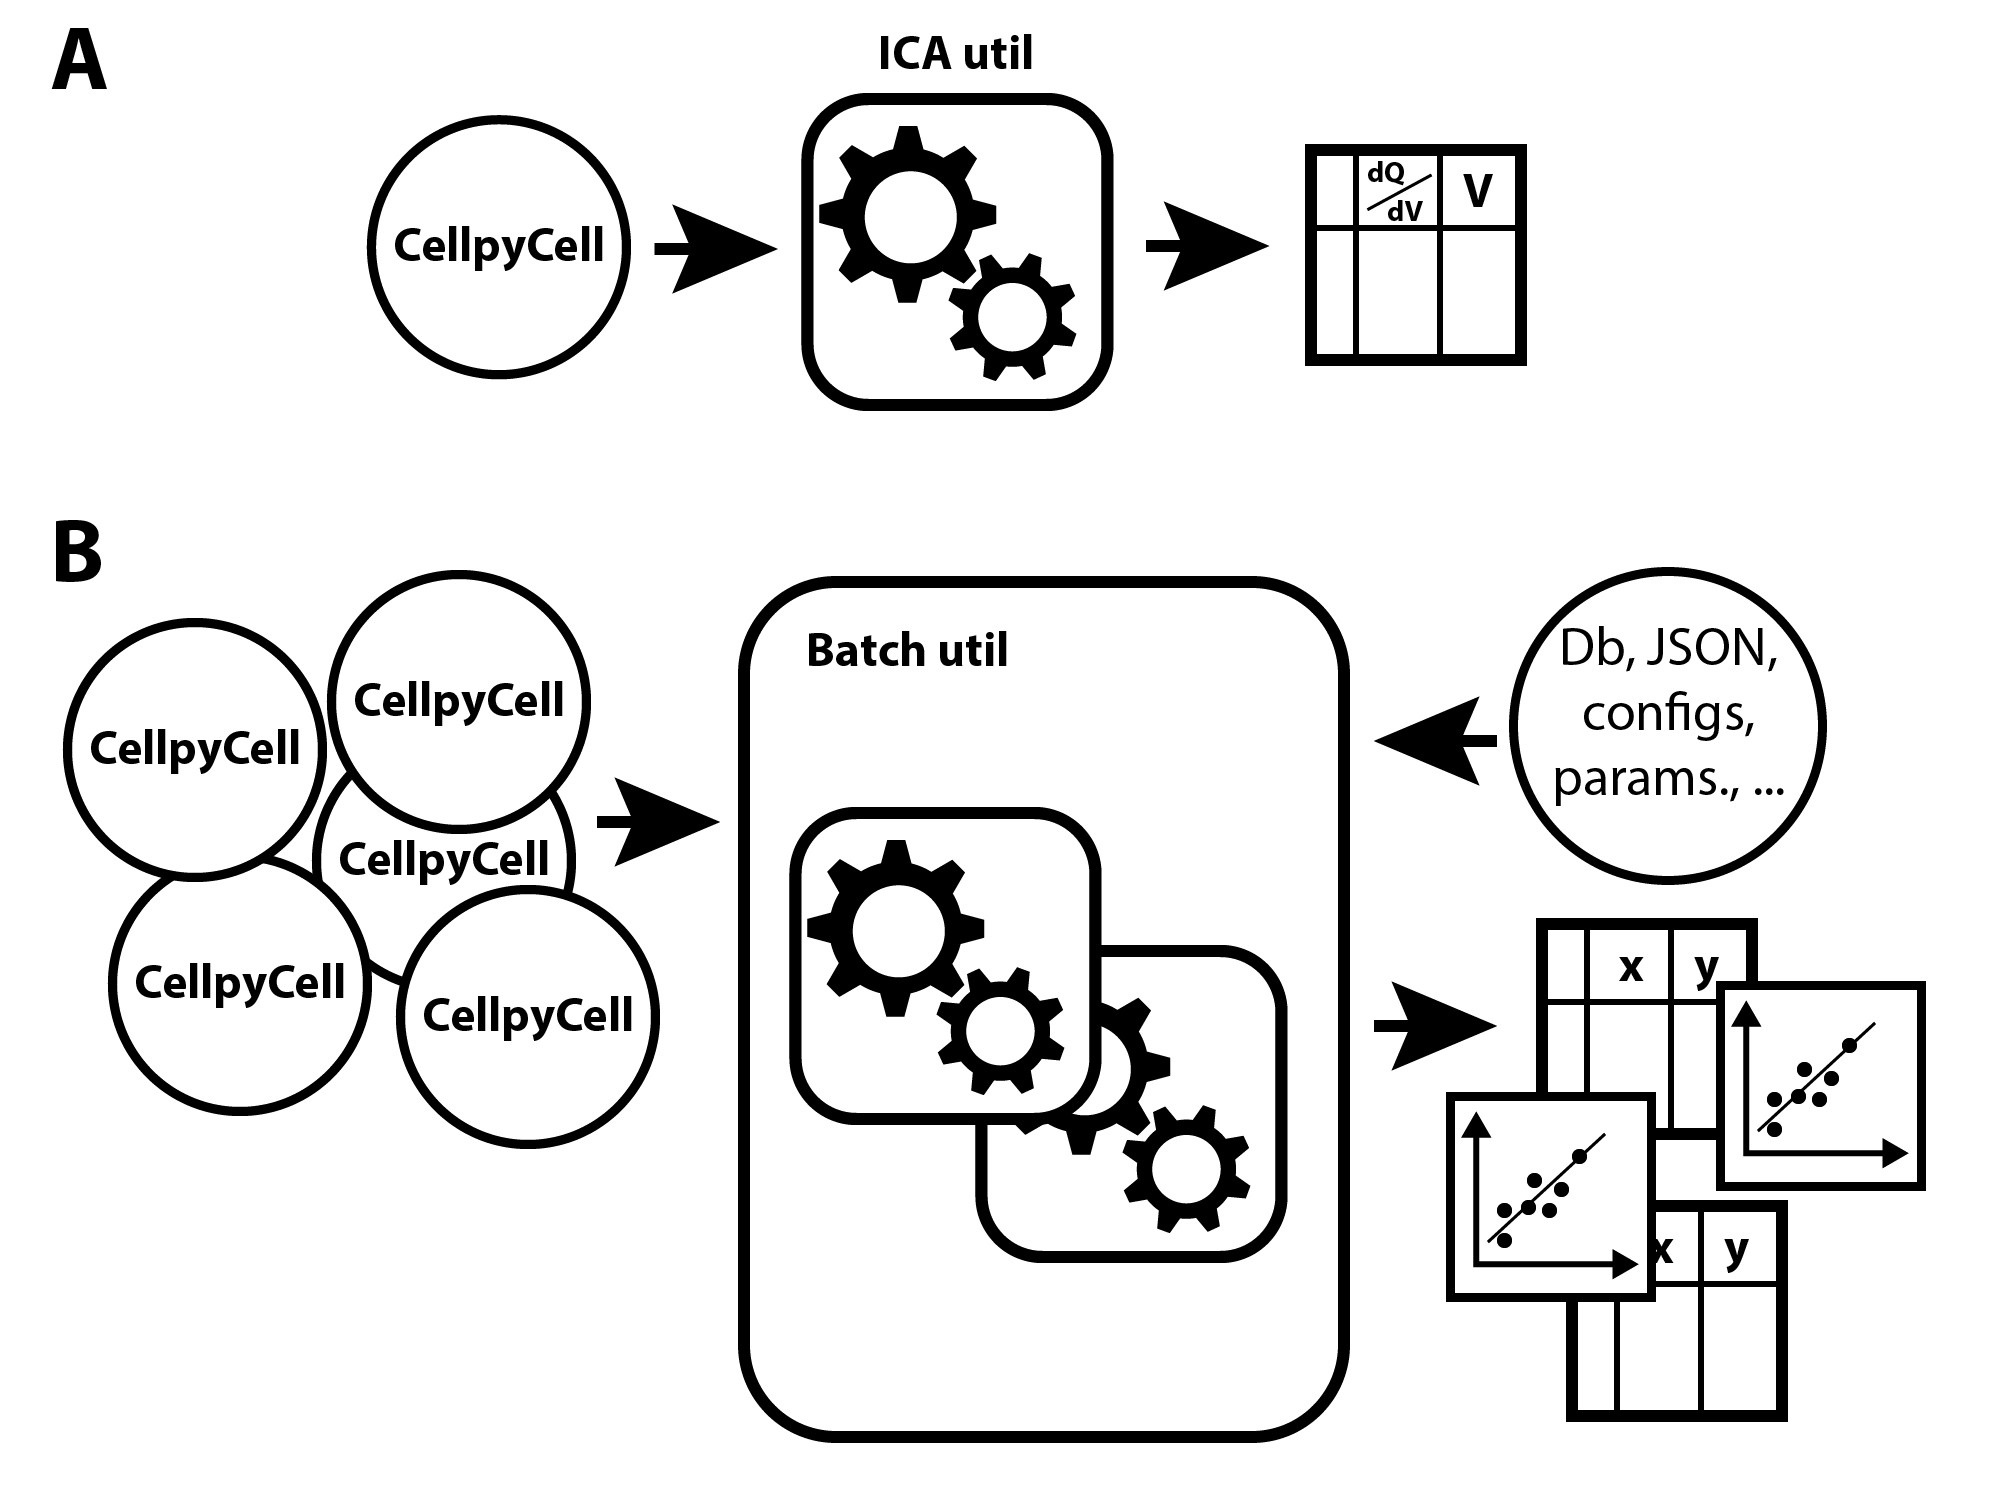 A
ICA util
CellpyCell
dQ
dV
V
B
CellpyCell
CellpyCell
CellpyCell
CellpyCell
CellpyCell
Batch util
Db, JSON,
configs,
params., ...
x y
x y